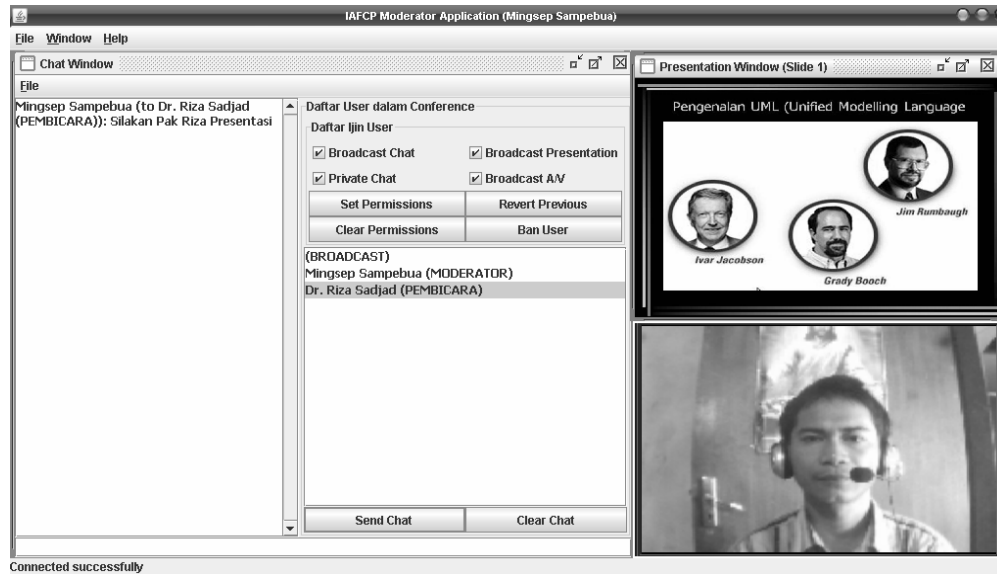 IAFCP Moderator Application (Mingsep Sampebua)
File Window Help
Chat Window
File
Mingsep Sampebua (to Dr. Riza Sadjad
(PEMBICARA)): Silakan Pak Riza Presentasi
Daftar User dalam Conference
Daftar Ijin User
Broadcast Chat
Broadcast Presentation
Private Chat
Broadcast A/V
Set Permissions
Revert Previous
Clear Permissions
Ban User
(BROADCAST)
Mingsep Sampebua (MODERATOR)
Dr. Riza Sadjad (PEMBICARA)
Send Chat
Clear Chat
Presentation Window (Slide 1)
Pengenalan UML (Unified Modelling Language
Jim Rumbaugh
Ivar Jacobson
Grady Booch
Connected successfully